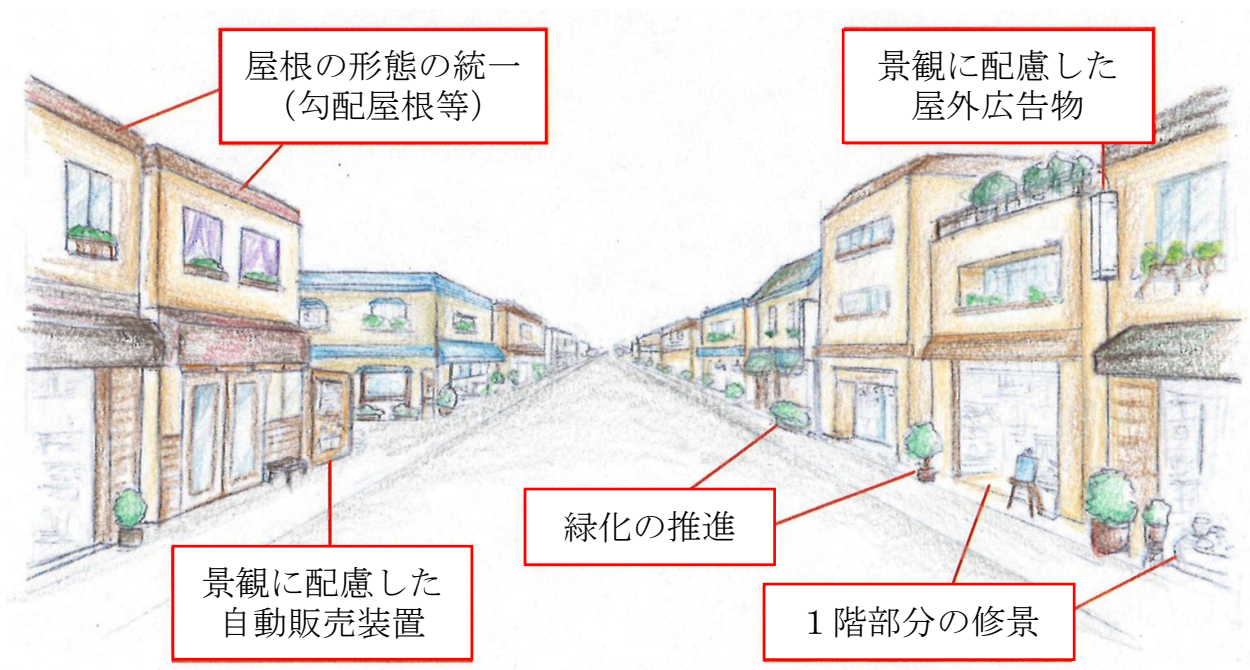 屋根の形態の統一
（勾配屋根等）
景観に配慮した
屋外広告物
緑化の推進
景観に配慮した
自動販売装置
１階部分の修景